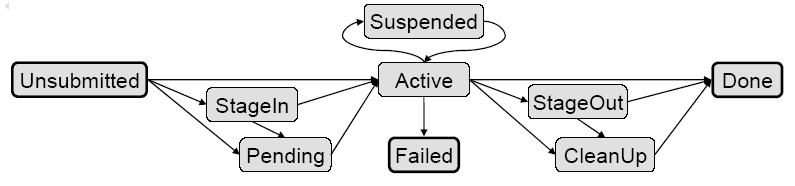 Suspended
Unsubmitted
Active
Done
StageIn
StageOut
Pending
Failed
CleanUp